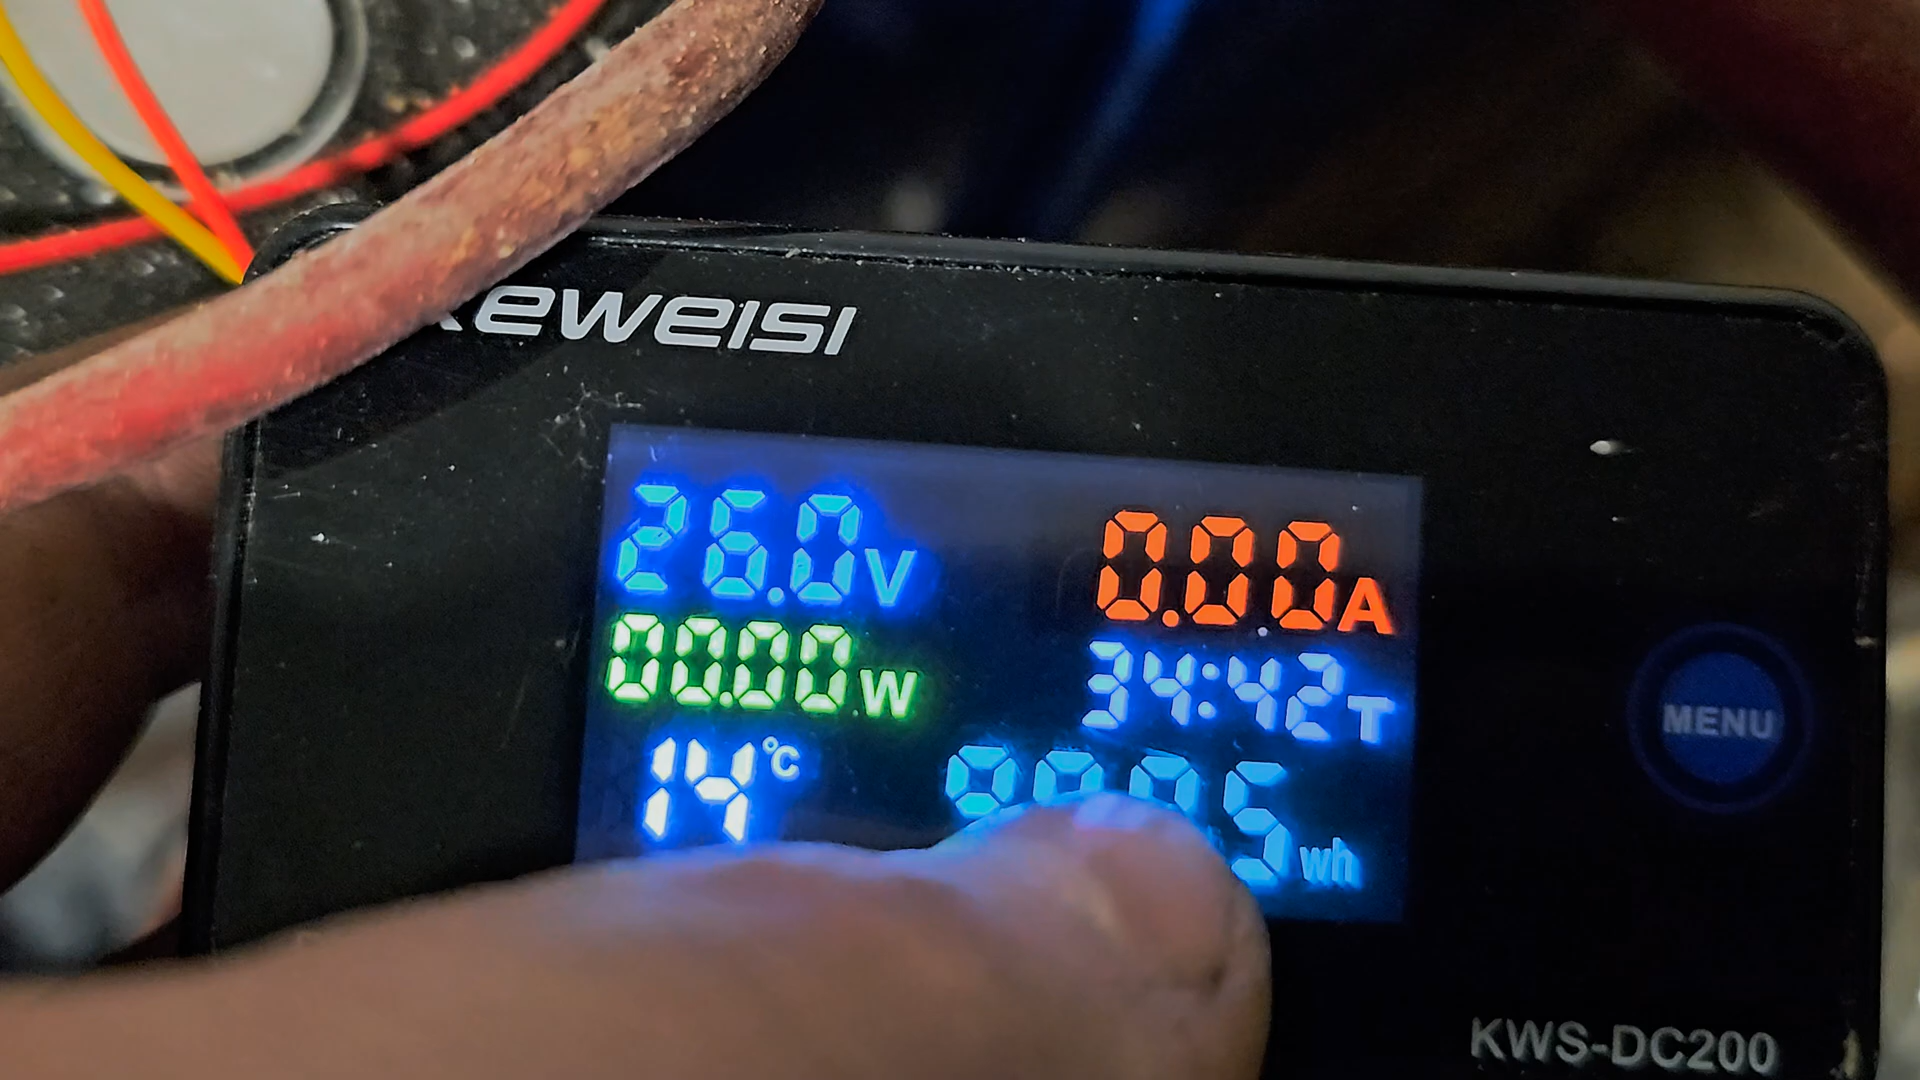 KEWEISI
26.0V
0.00A
00.00W
34:42T
14°C
wh
MENU
KWS-DC200